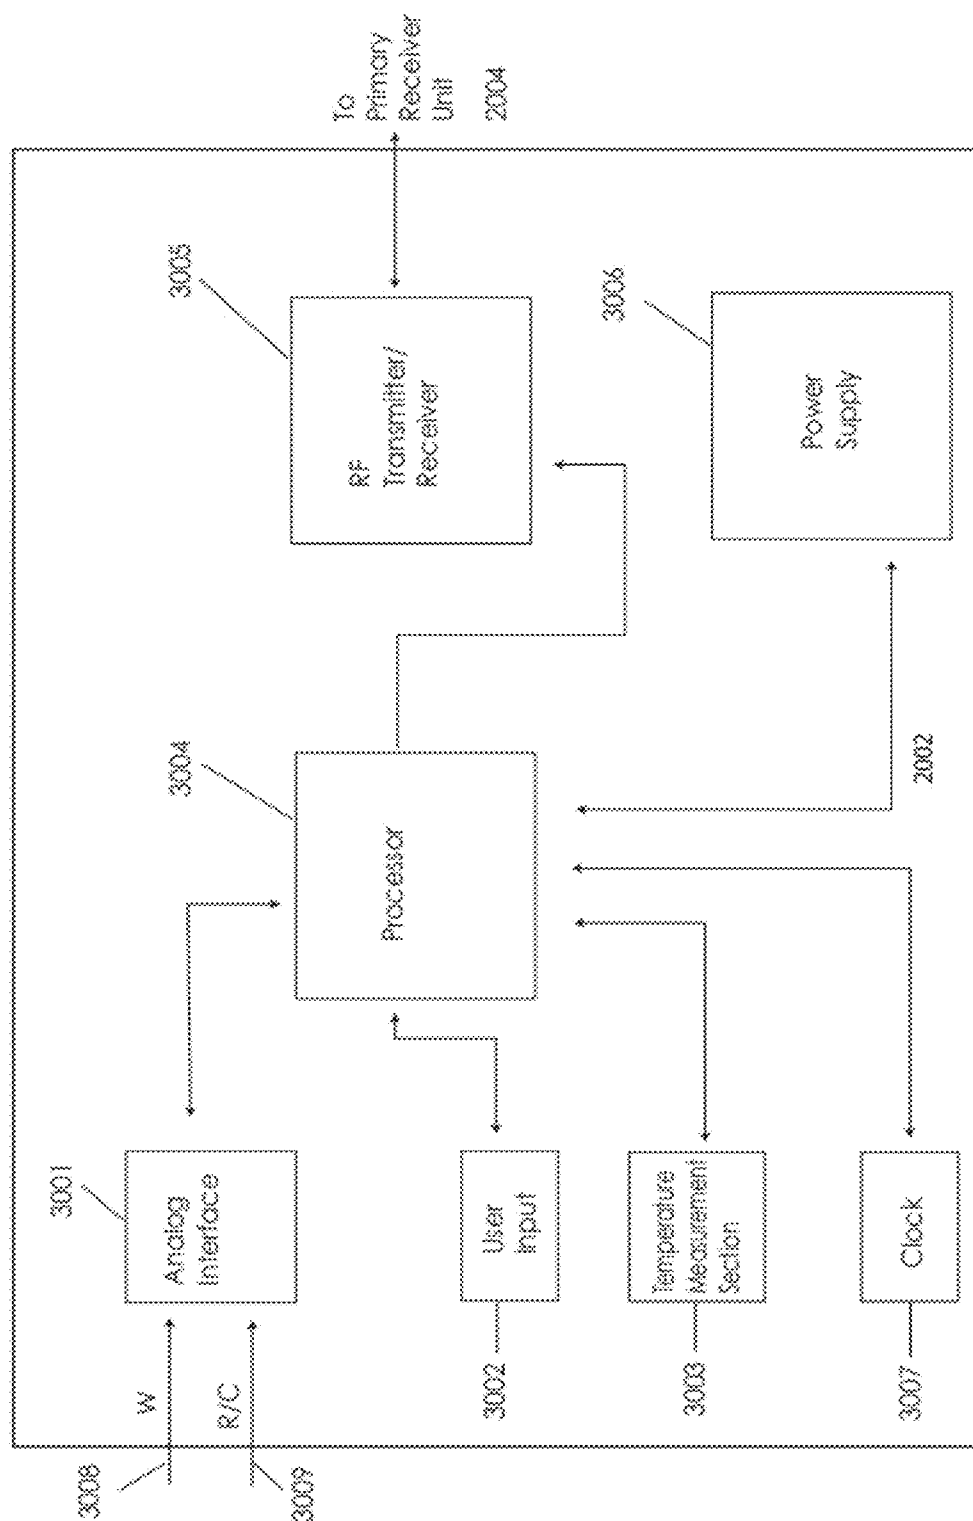 To
Primary
Receiver
Unit
2004
3005
RF
Transmitter/
Receiver
3006
Power
Supply
3004
Processor
2002
3001
Analog
Interface
User
Input
Temperature
Measurement
Section
Clock
W
R/C
3002
3003
3007
3008
3009